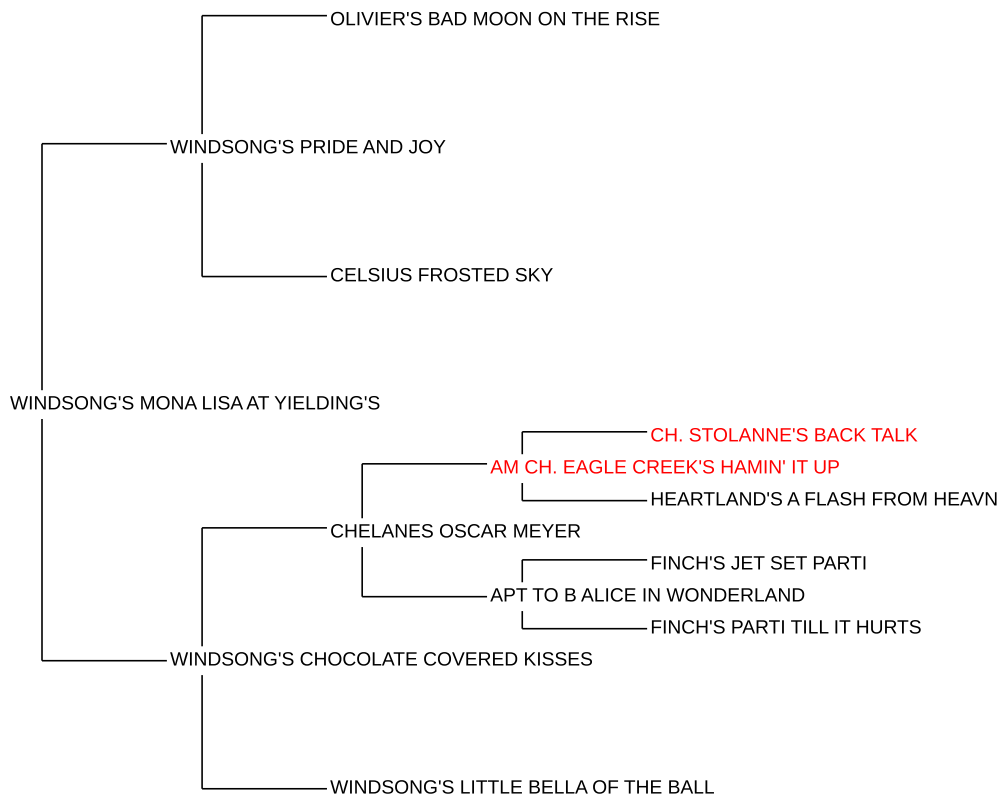 OLIVIER'S BAD MOON ON THE RISE
WINDSONG'S PRIDE AND JOY
CELSIUS FROSTED SKY
WINDSONG'S MONA LISA AT YIELDING'S
CH. STOLANNE'S BACK TALK
AM CH. EAGLE CREEK'S HAMIN' IT UP
HEARTLAND'S A FLASH FROM HEAVN
CHELANES OSCAR MEYER
FINCH'S JET SET PARTI
APT TO B ALICE IN WONDERLAND
FINCH'S PARTI TILL IT HURTS
WINDSONG'S CHOCOLATE COVERED KISSES
WINDSONG'S LITTLE BELLA OF THE BALL